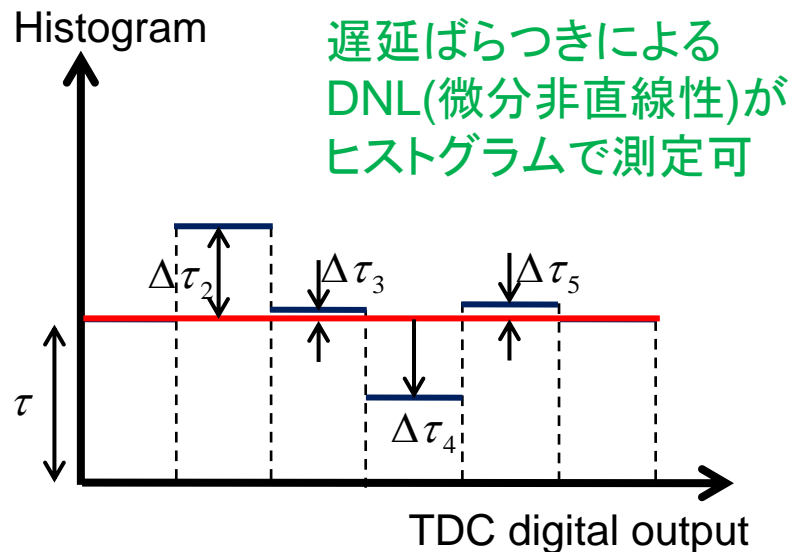 Histogram
遅延ばらつきによる
DNL(微分非直線性)が
ヒストグラムで測定可
Δτ₂
Δτ₃
Δτ₅
τ
Δτ₄
TDC digital output